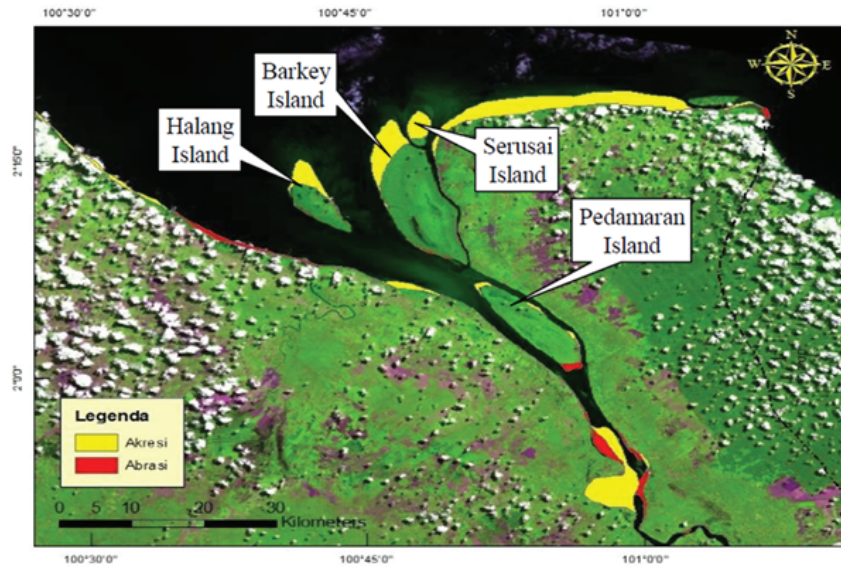 100°30'0"
100°45'0"
101°0'0"
N
W
E
S
Barkey
Island
Halang
Island
Serusai
Island
Pedamaran
Island
2°15'
2°0'0"
Legenda
Akresi
Abrasi
0 5 10 20 30
Kilometers
100°30'0"
100°45'0"
101°0'0"